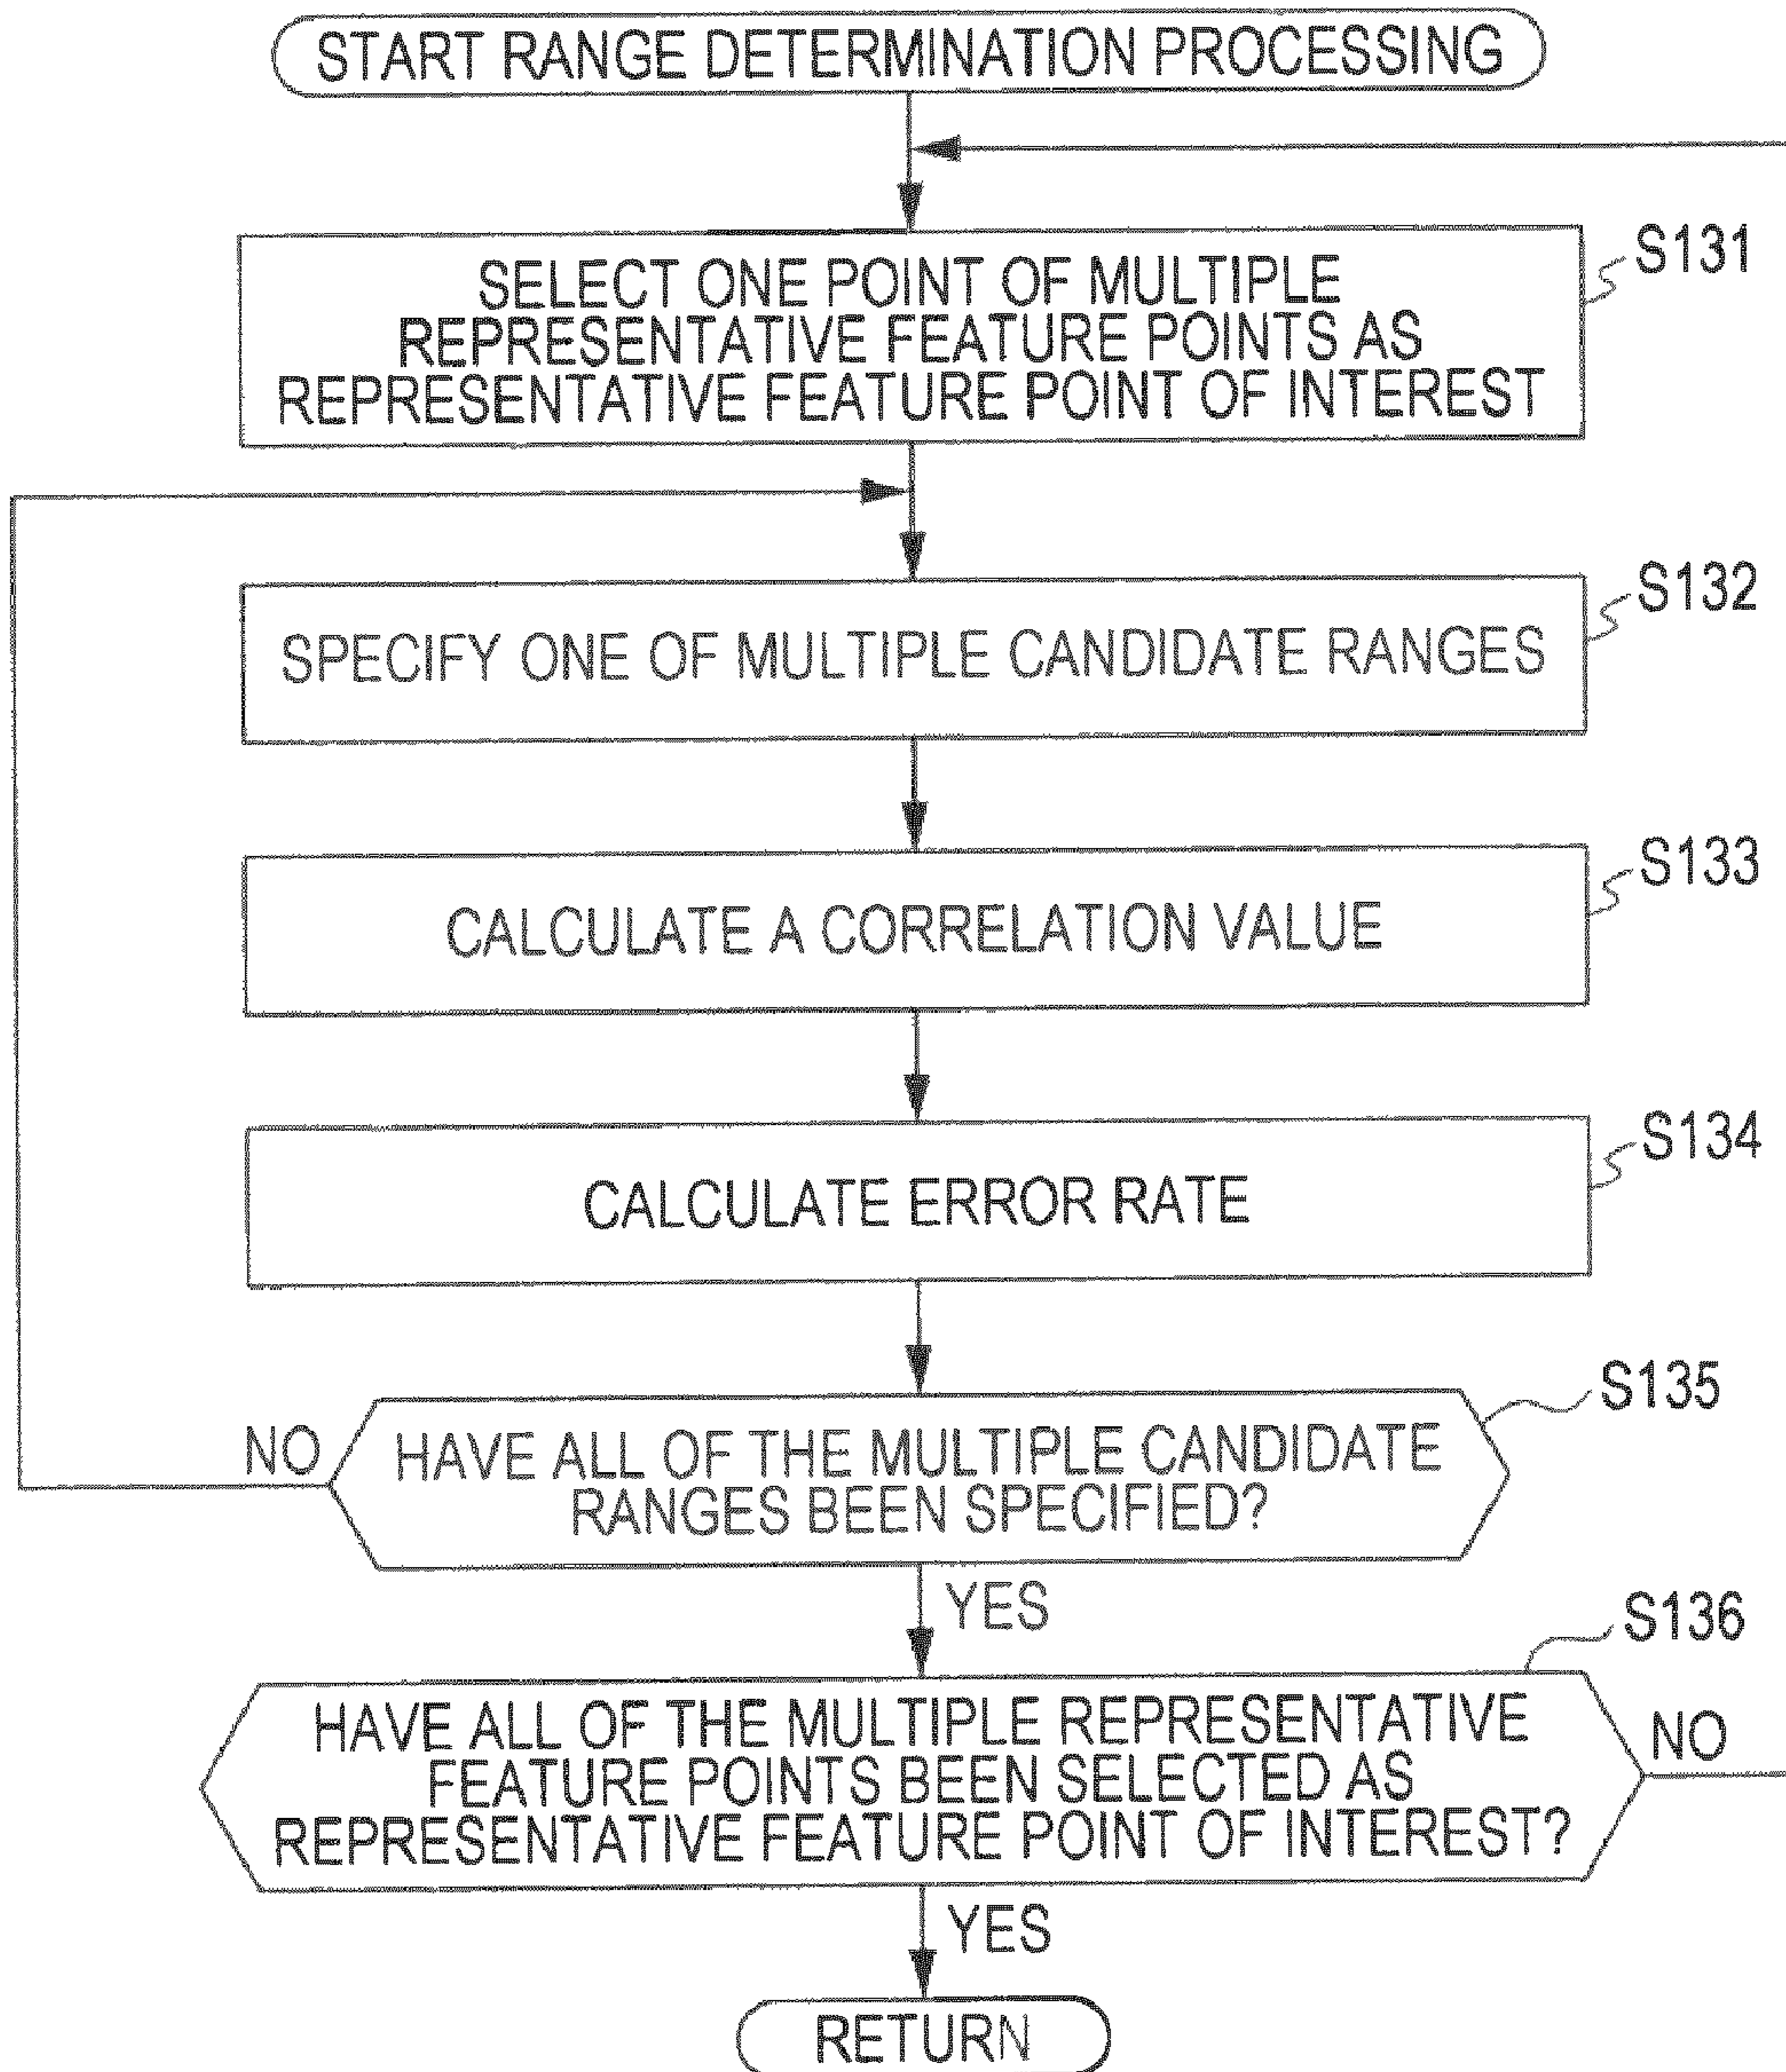 START RANGE DETERMINATION PROCESSING
S131
SELECT ONE POINT OF MULTIPLE
REPRESENTATIVE FEATURE POINTS AS
REPRESENTATIVE FEATURE POINT OF INTEREST
S132
SPECIFY ONE OF MULTIPLE CANDIDATE RANGES
S133
CALCULATE A CORRELATION VALUE
S134
CALCULATE ERROR RATE
S135
NO
HAVE ALL OF THE MULTIPLE CANDIDATE
RANGES BEEN SPECIFIED?
YES
S136
HAVE ALL OF THE MULTIPLE REPRESENTATIVE
FEATURE POINTS BEEN SELECTED AS
REPRESENTATIVE FEATURE POINT OF INTEREST?
NO
YES
RETURN